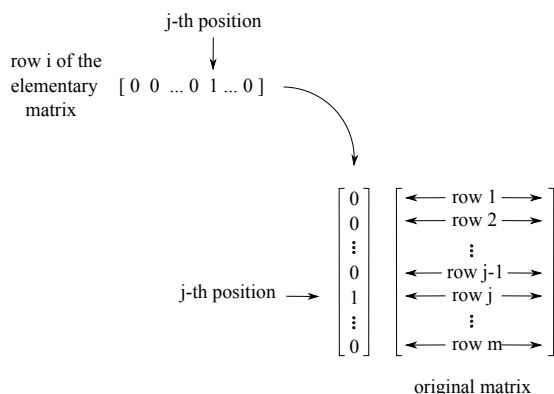 j-th position
row i of the
elementary
matrix
[ 0 0 ... 0 1 ... 0 ]
0
row 1
0
row 2
⋮ ⋮
0
row j-1
j-th position
1
row j
⋮ ⋮
0
row m
original matrix